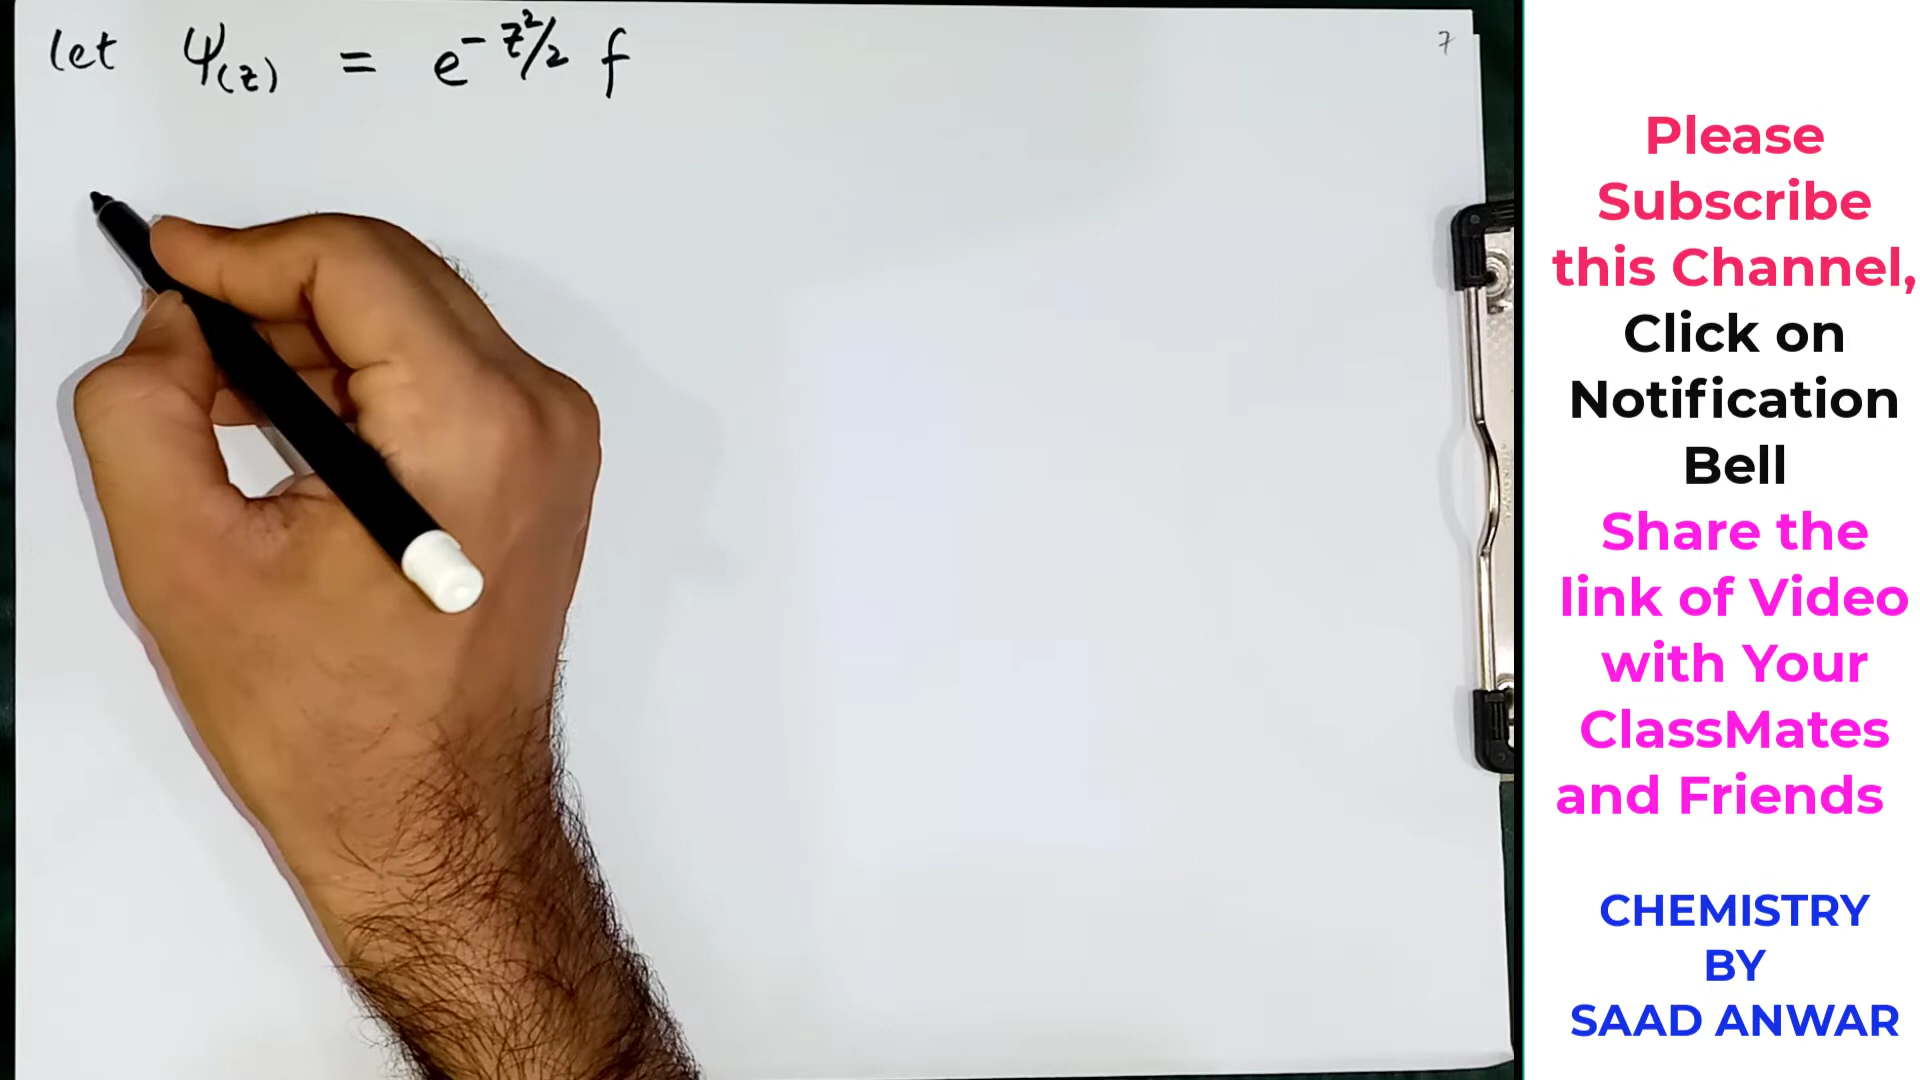 let Ψ(z) = e^{-z²/2} f
7
Please
Subscribe
this Channel,
Click on
Notification
Bell
Share the
link of Video
with Your
ClassMates
and Friends
CHEMISTRY
BY
SAAD ANWAR